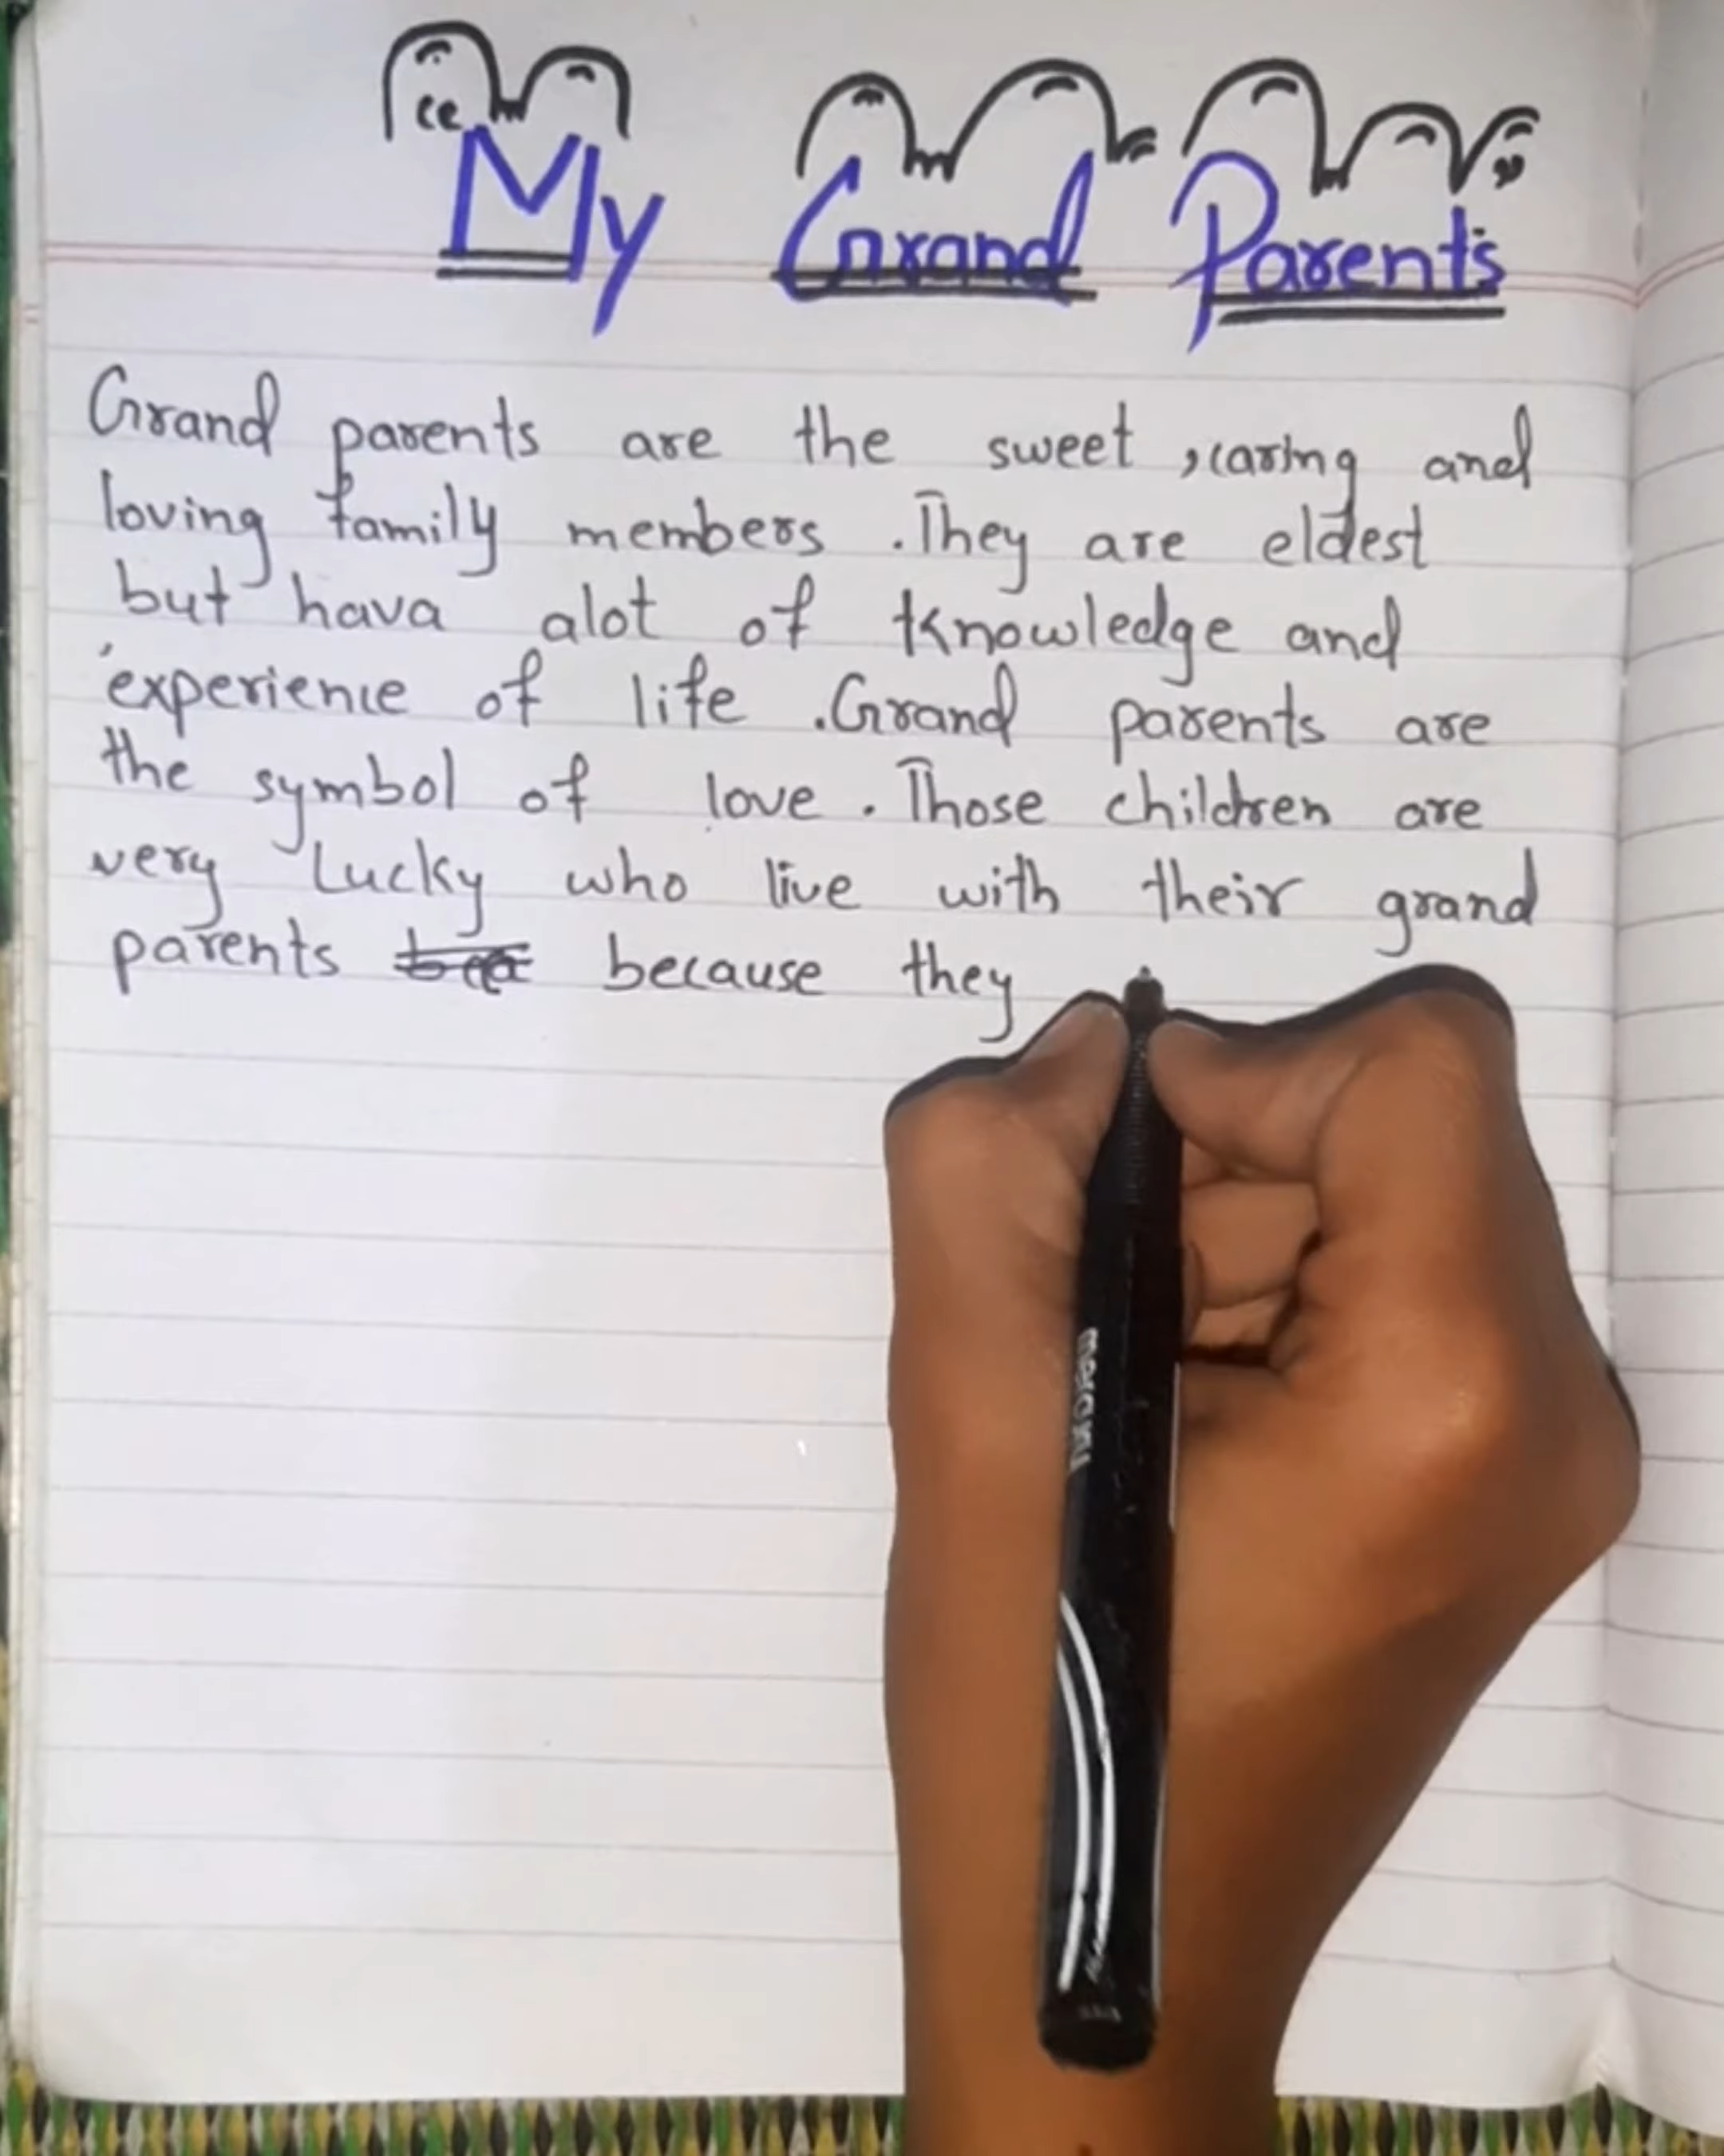 My Grand Parents
Grand parents are the sweet , caring and
loving family members . They are eldest
but hava alot of knowledge and
experience of life . Grand parents are
the symbol of love . Those children are
very Lucky who live with their grand
parents because they